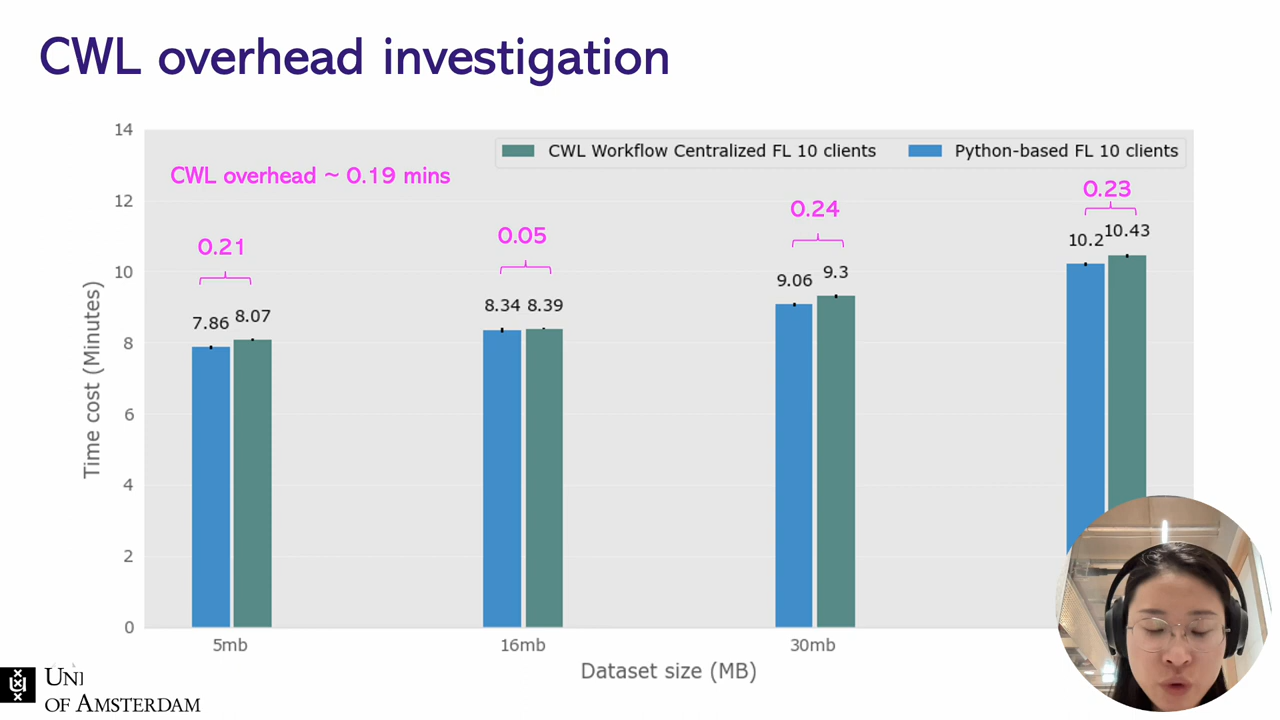 CWL overhead investigation
14
12
10
8
6
4
2
0
Time cost (Minutes)
CWL Workflow Centralized FL 10 clients
Python-based FL 10 clients
CWL overhead ~ 0.19 mins
0.21
7.86 8.07
0.05
8.34 8.39
0.24
9.06 9.3
0.23
10.2 10.43
5mb
16mb
30mb
Dataset size (MB)
UNI
OF AMSTERDAM